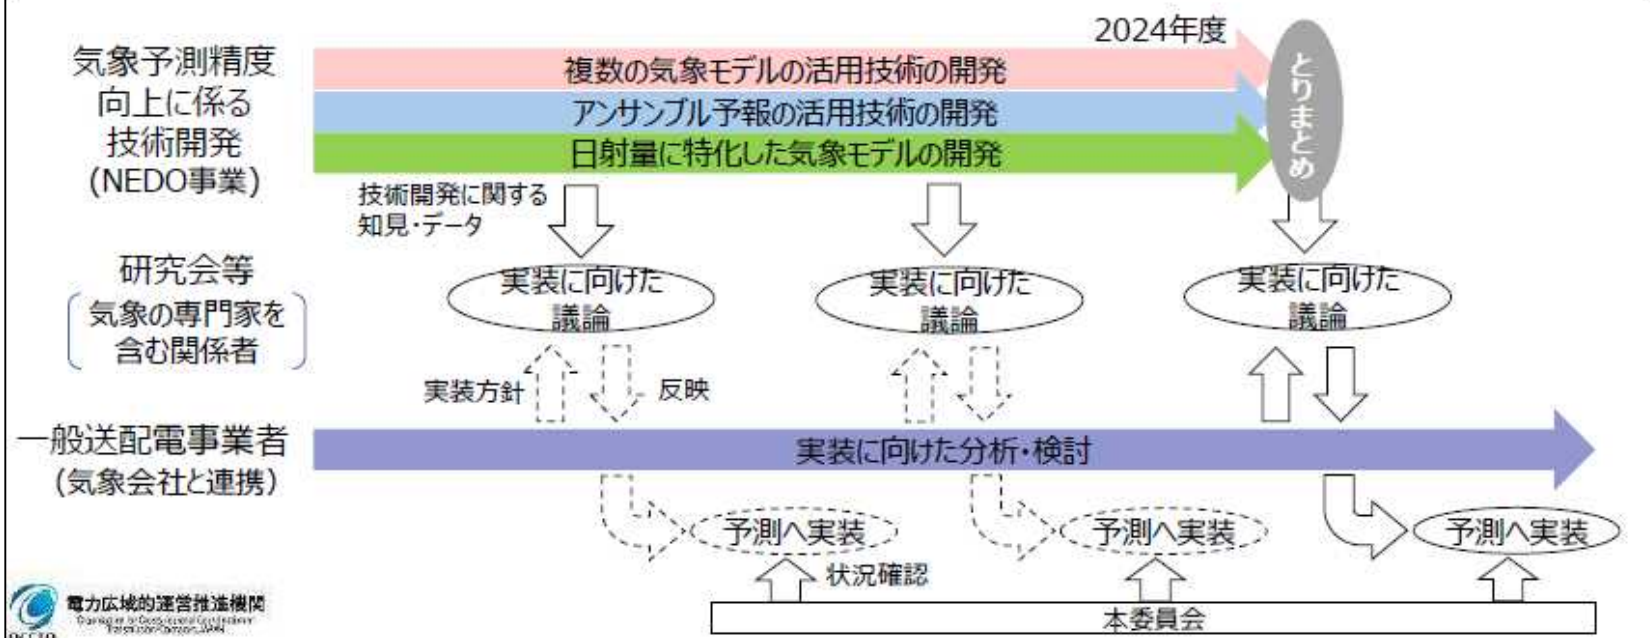 2024年度
気象予測精度
向上に係る
技術開発
(NEDO事業)
複数の気象モデルの活用技術の開発
アンサンブル予報の活用技術の開発
日射量に特化した気象モデルの開発
とりまとめ
技術開発に関する
知見・データ
研究会等
気象の専門家を
含む関係者
実装に向けた
議論
実装に向けた
議論
実装に向けた
議論
実装方針
反映
一般送配電事業者
(気象会社と連携)
実装に向けた分析・検討
予測へ実装
予測へ実装
予測へ実装
状況確認
本委員会
電力広域的運営推進機関